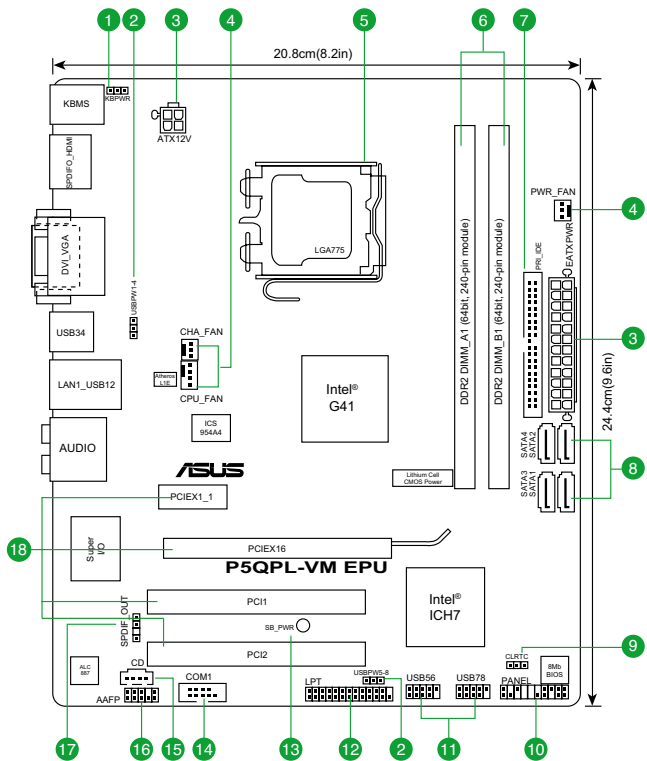 1 2 3 4 5 6 7
20.8cm(8.2in)
KBMS
KBPWR
ATX12V
SPDIFO_HDMI
PWR_FAN
4
DVI_VGA
USBPW1-4
LGA775
DDR2 DIMM_A1 (64bit, 240-pin module)
DDR2 DIMM_B1 (64bit, 240-pin module)
PRI_IDE
EATXPWR
3
24.4cm(9.6in)
USB34
CHA_FAN
LAN1_USB12
Atheros
L1E
CPU_FAN
Intel®
G41
AUDIO
ICS
954A4
SATA4
SATA2
8
ASUS
Lithium Cell
CMOS Power
SATA3
SATA1
PCIEX1_1
18
Super
I/O
PCIEX16
P5QPL-VM EPU
PCI1
SPDIF_OUT
17
SB_PWR
Intel®
ICH7
PCI2
9
CLRTC
ALC
887
CD
AAFP
COM1
LPT
USBPW5-8
USB56
USB78
PANEL
8Mb
BIOS
16 15 14 13 12 2 11 10